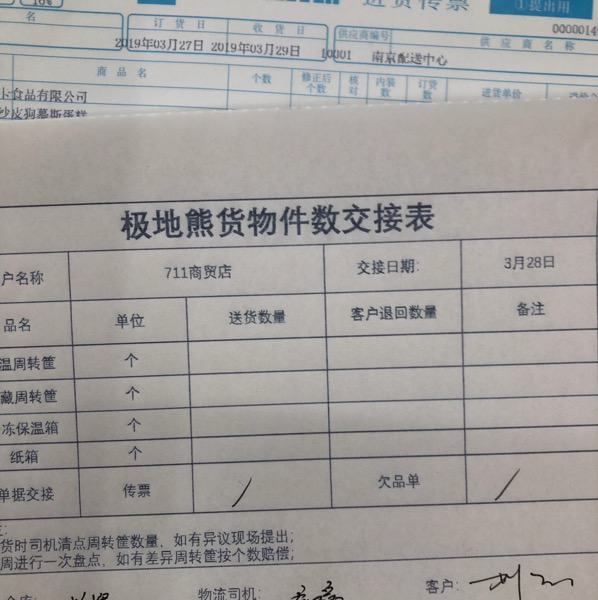 16%
进货传票
①提出用
名
订货日 收货日 供应商编号 供应商名称
2019年03月27日 2019年03月29日 10001 南京配送中心
商品名 个数 修正后个数 核对 内装数 订货数 进货单价
食品有限公司
沙皮狗慕斯蛋糕
极地熊货物件数交接表
户名称 711商贸店 交接日期: 3月28日
品名 单位 送货数量 客户退回数量 备注
温周转筐 个
藏周转筐 个
冻保温箱 个
纸箱 个
单据交接 传票 / 欠品单 /
货时司机清点周转筐数量，如有异议现场提出；
周进行一次盘点，如有差异周转筐按个数赔偿；
物流司机: 客户: